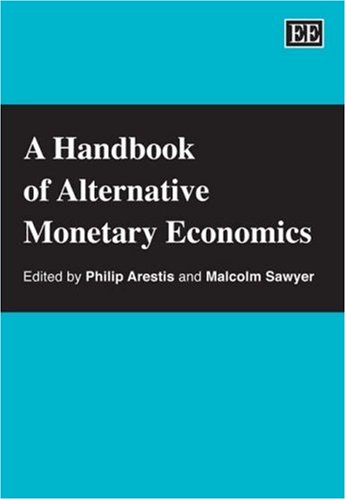 EE
A Handbook
of Alternative
Monetary Economics
Edited by Philip Arestis and Malcolm Sawyer